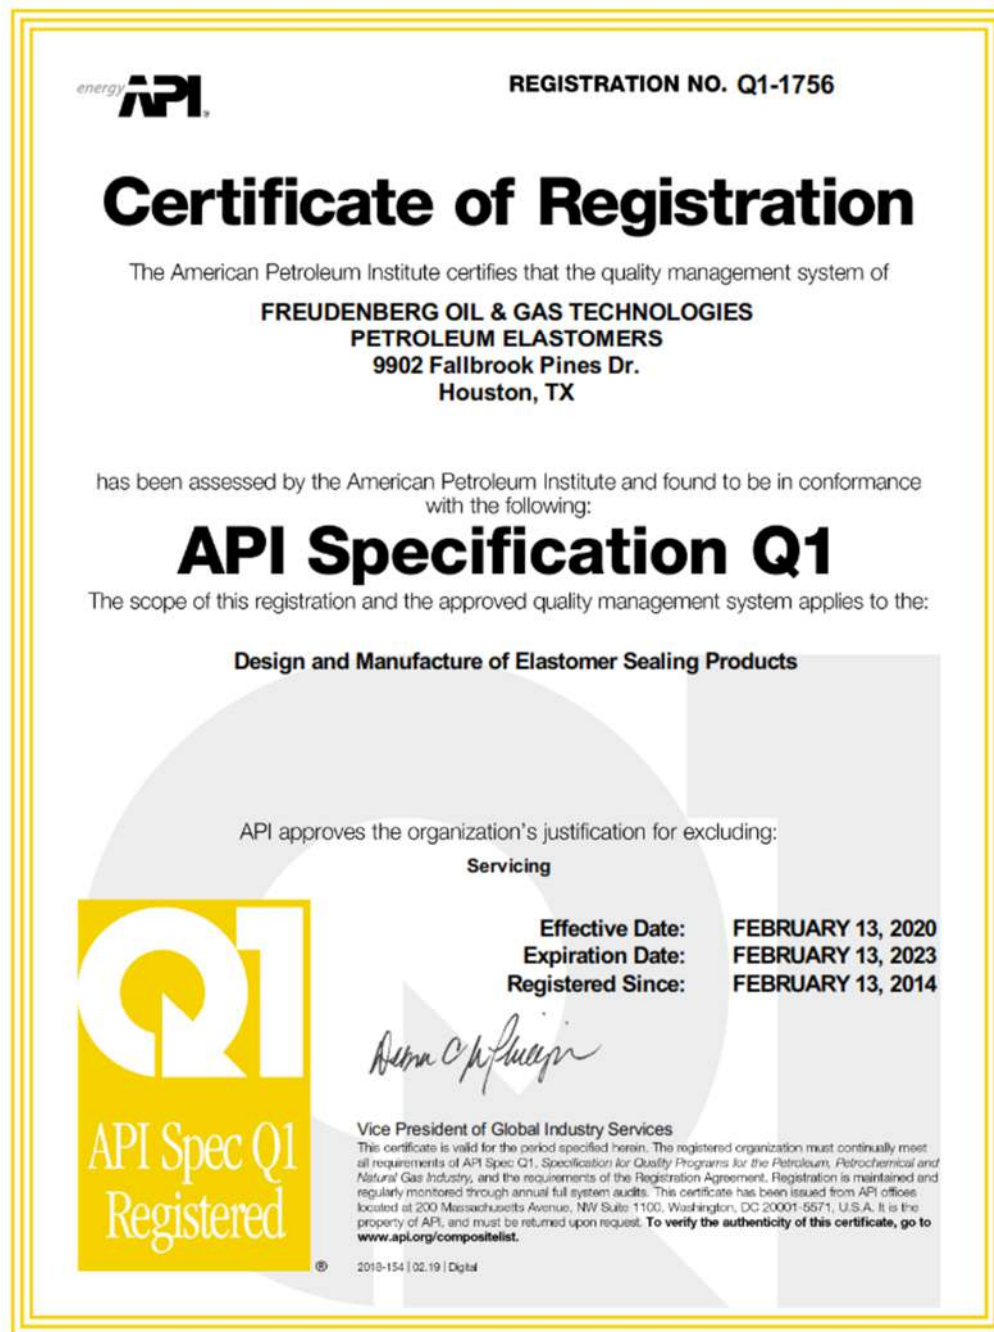 energy API®
REGISTRATION NO. Q1-1756
Certificate of Registration
The American Petroleum Institute certifies that the quality management system of
FREUDENBERG OIL & GAS TECHNOLOGIES
PETROLEUM ELASTOMERS
9902 Fallbrook Pines Dr.
Houston, TX
has been assessed by the American Petroleum Institute and found to be in conformance
with the following:
API Specification Q1
The scope of this registration and the approved quality management system applies to the:
Design and Manufacture of Elastomer Sealing Products
API approves the organization's justification for excluding:
Servicing
Effective Date: FEBRUARY 13, 2020
Expiration Date: FEBRUARY 13, 2023
Registered Since: FEBRUARY 13, 2014
Q1
API Spec Q1
Registered
®
Vice President of Global Industry Services
This certificate is valid for the period specified herein. The registered organization must continually meet
all requirements of API Spec Q1, Specification for Quality Programs for the Petroleum, Petrochemical and
Natural Gas Industry, and the requirements of the Registration Agreement. Registration is maintained and
regularly monitored through annual full system audits. This certificate has been issued from API offices
located at 200 Massachusetts Avenue, NW Suite 1100, Washington, DC 20001-5571, U.S.A. It is the
property of API, and must be returned upon request. To verify the authenticity of this certificate, go to
www.api.org/compositelist.
2018-154 | 02.19 | Digital